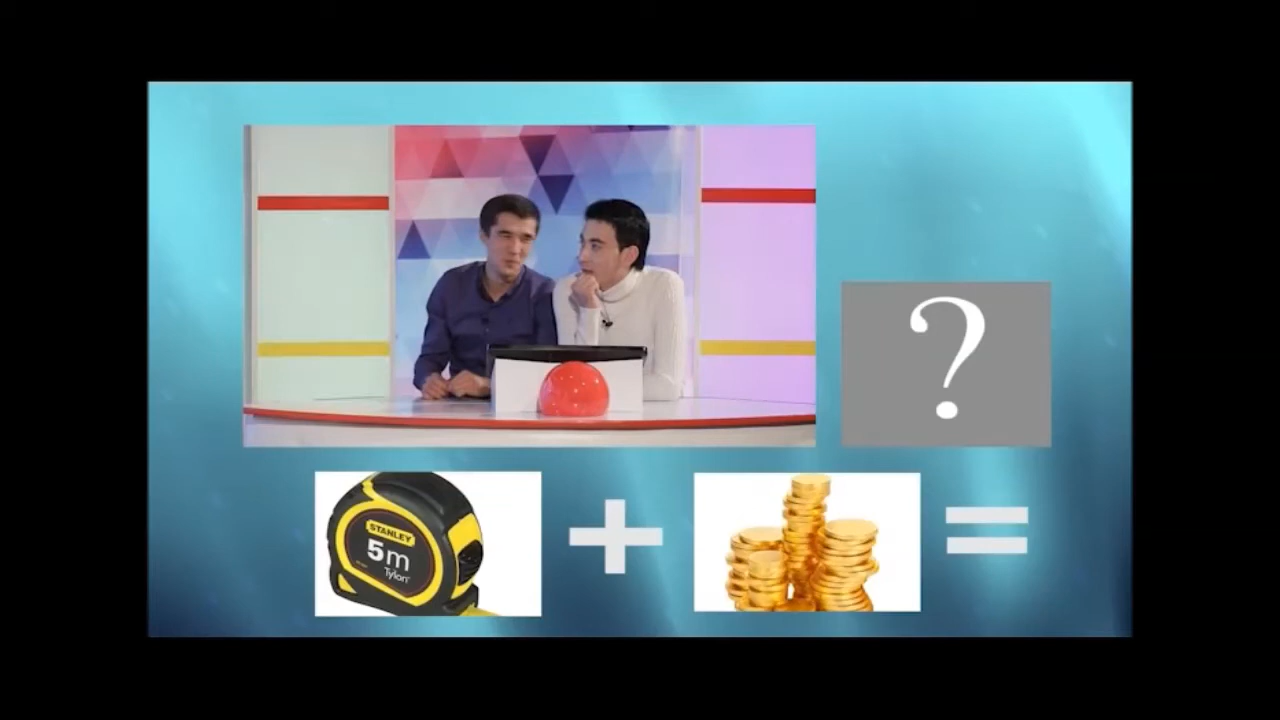 ?
STANLEY
5m
Tylon
+
=